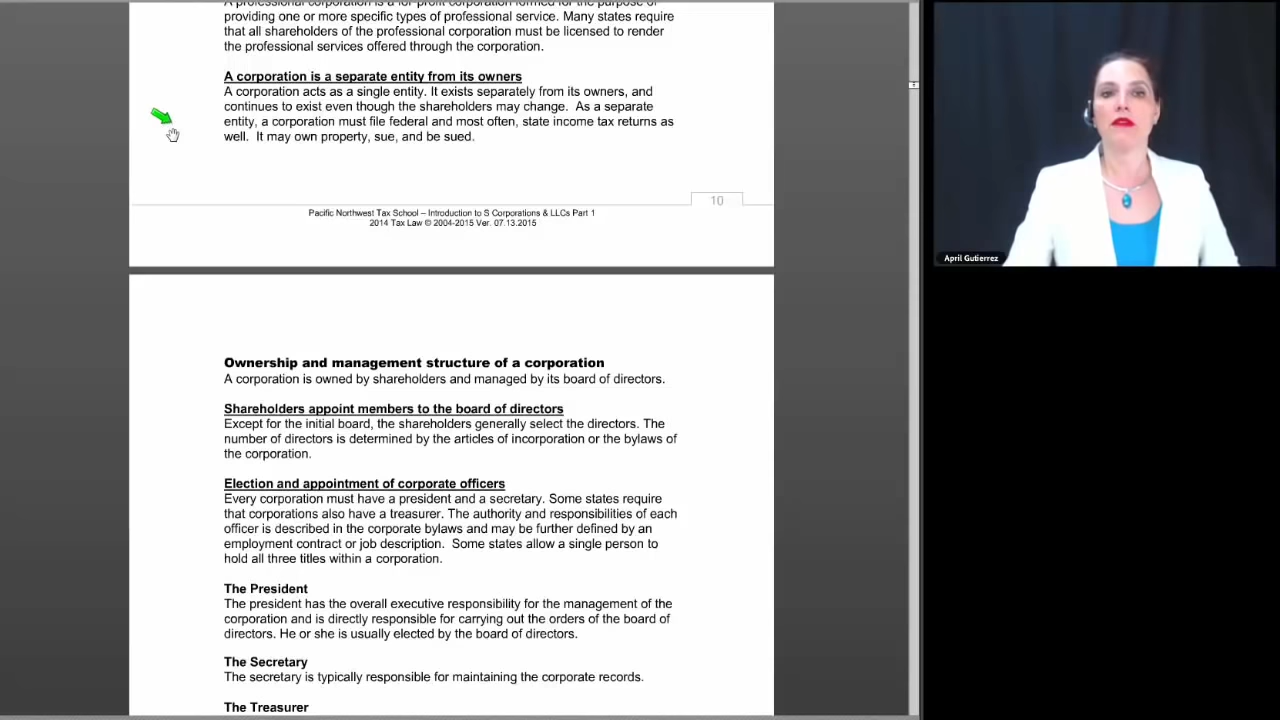 A professional corporation is a for-profit corporation formed for the purpose of
providing one or more specific types of professional service. Many states require
that all shareholders of the professional corporation must be licensed to render
the professional services offered through the corporation.
A corporation is a separate entity from its owners
A corporation acts as a single entity. It exists separately from its owners, and
continues to exist even though the shareholders may change.  As a separate
entity, a corporation must file federal and most often, state income tax returns as
well.  It may own property, sue, and be sued.
10
Pacific Northwest Tax School – Introduction to S Corporations & LLCs Part 1
2014 Tax Law © 2004-2015 Ver. 07.13.2015
Ownership and management structure of a corporation
A corporation is owned by shareholders and managed by its board of directors.
Shareholders appoint members to the board of directors
Except for the initial board, the shareholders generally select the directors. The
number of directors is determined by the articles of incorporation or the bylaws of
the corporation.
Election and appointment of corporate officers
Every corporation must have a president and a secretary. Some states require
that corporations also have a treasurer. The authority and responsibilities of each
officer is described in the corporate bylaws and may be further defined by an
employment contract or job description.  Some states allow a single person to
hold all three titles within a corporation.
The President
The president has the overall executive responsibility for the management of the
corporation and is directly responsible for carrying out the orders of the board of
directors. He or she is usually elected by the board of directors.
The Secretary
The secretary is typically responsible for maintaining the corporate records.
The Treasurer
April Gutierrez